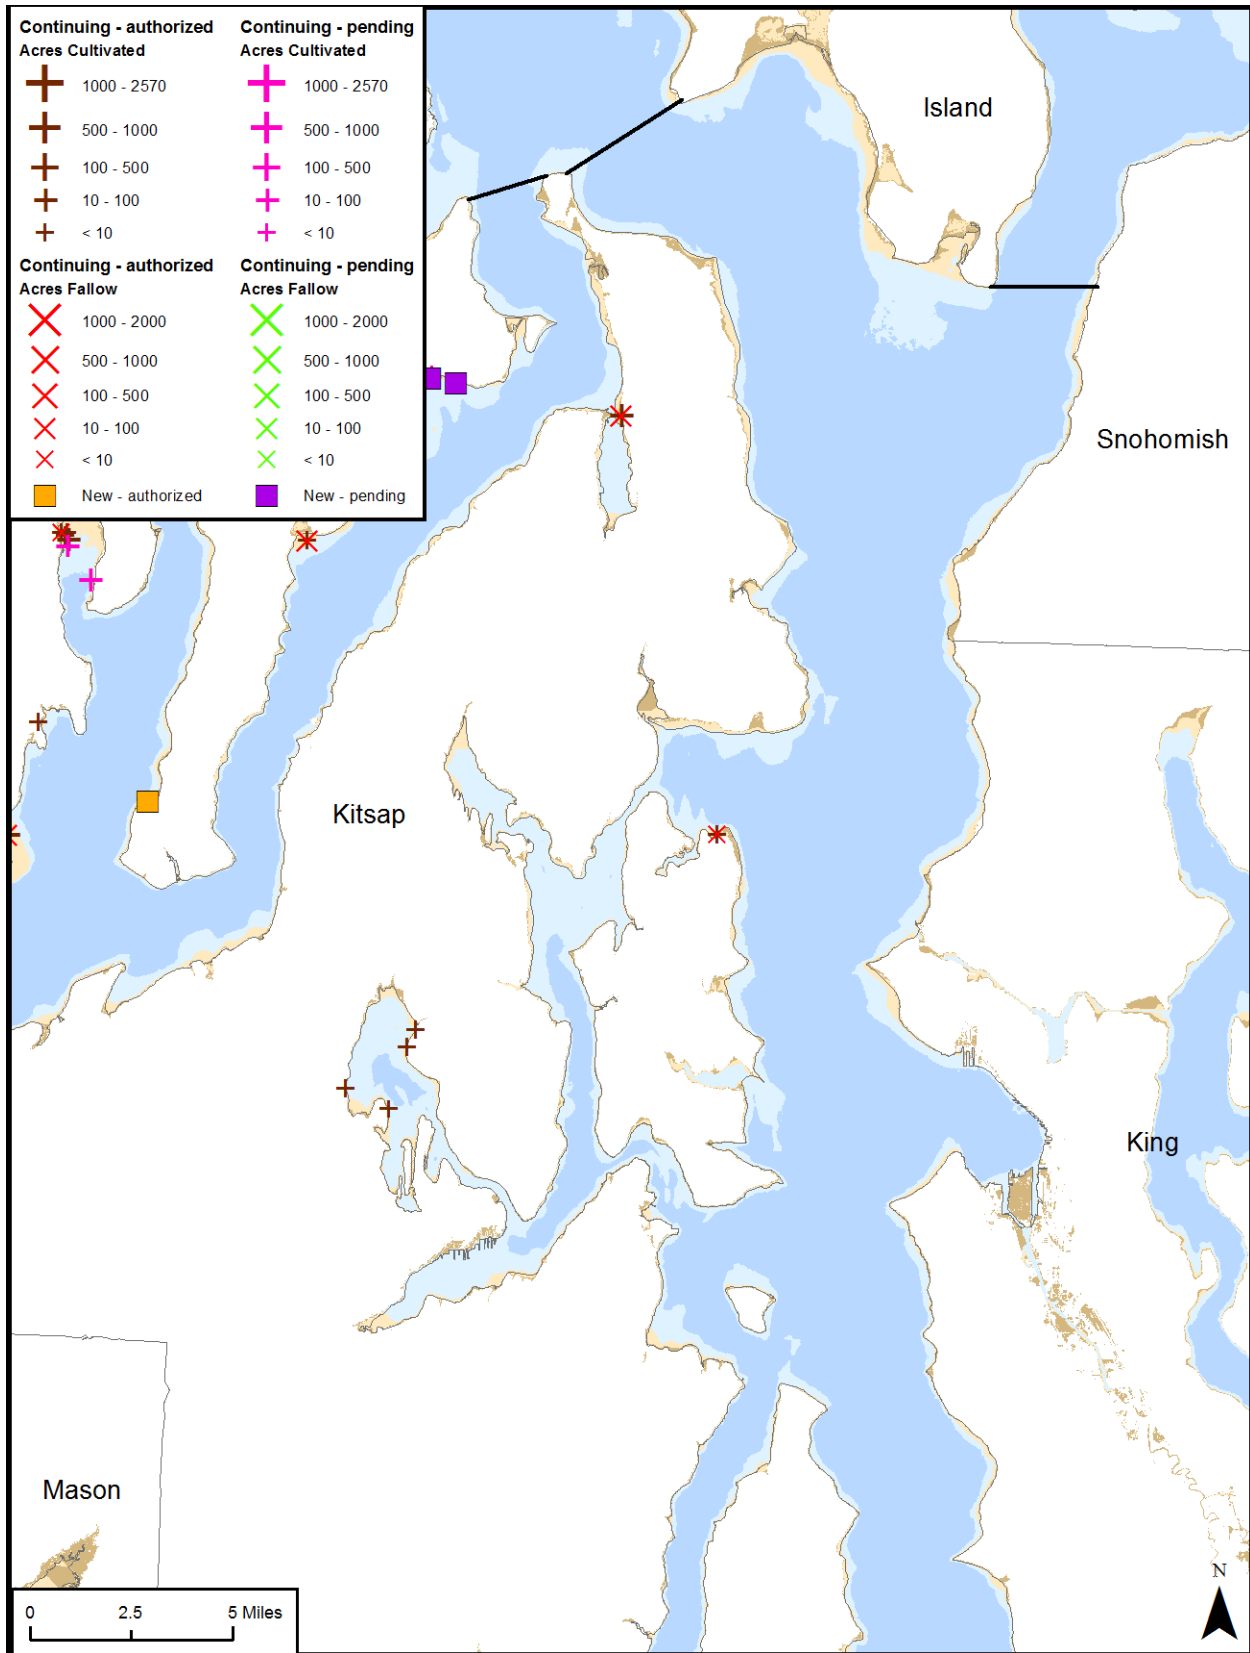 Continuing - authorized
Acres Cultivated
1000 - 2570
500 - 1000
100 - 500
10 - 100
< 10
Continuing - pending
Acres Cultivated
1000 - 2570
500 - 1000
100 - 500
10 - 100
< 10
Continuing - authorized
Acres Fallow
1000 - 2000
500 - 1000
100 - 500
10 - 100
< 10
New - authorized
Continuing - pending
Acres Fallow
1000 - 2000
500 - 1000
100 - 500
10 - 100
< 10
New - pending
Island
Snohomish
Kitsap
King
Mason
N
0 2.5 5 Miles